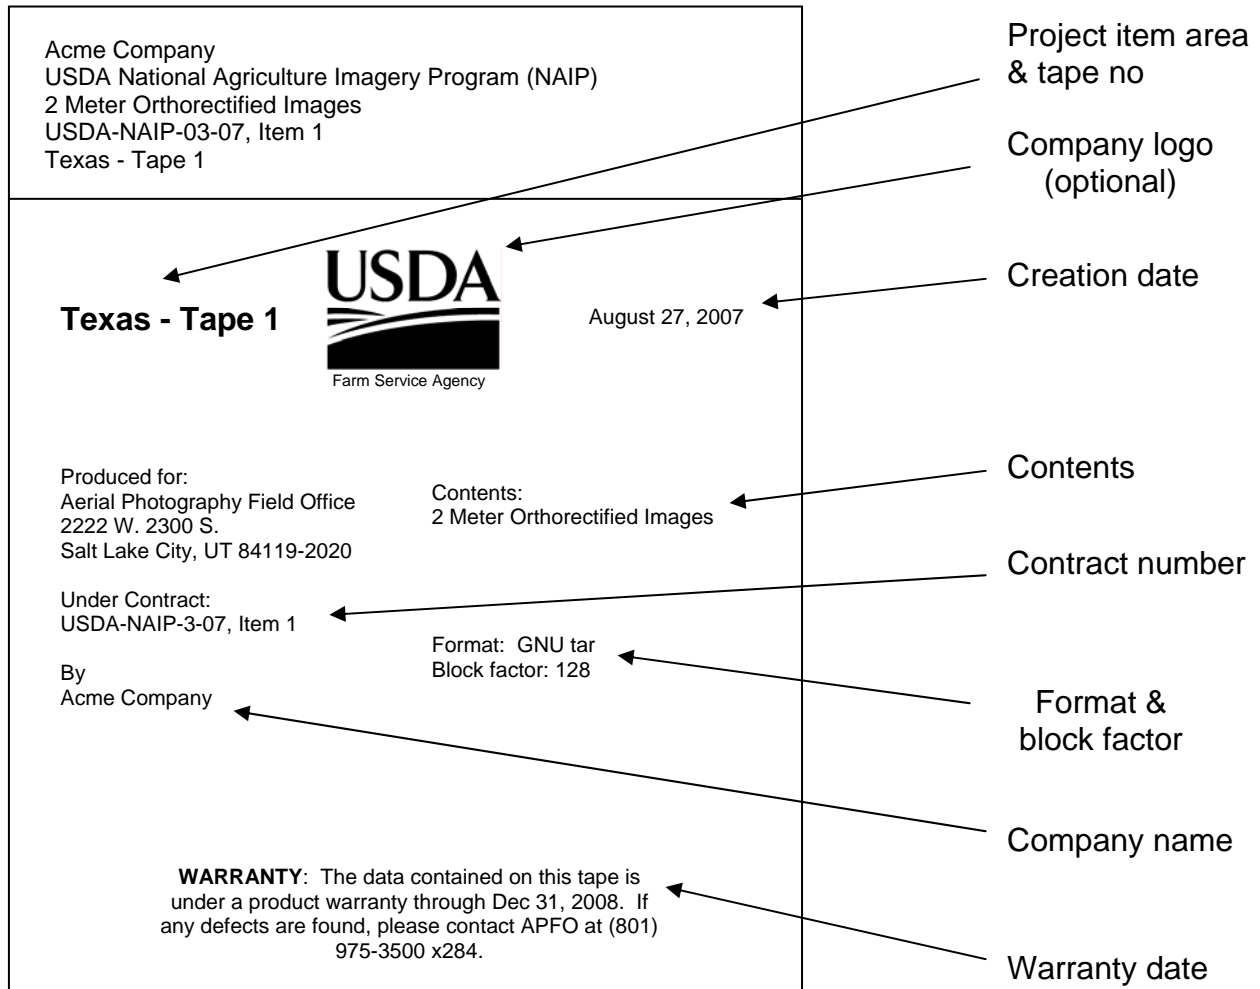 Acme Company
USDA National Agriculture Imagery Program (NAIP)
2 Meter Orthorectified Images
USDA-NAIP-03-07, Item 1
Texas - Tape 1
Texas - Tape 1
USDA
Farm Service Agency
August 27, 2007
Produced for:
Aerial Photography Field Office
2222 W. 2300 S.
Salt Lake City, UT 84119-2020
Contents:
2 Meter Orthorectified Images
Under Contract:
USDA-NAIP-3-07, Item 1
Format:  GNU tar
Block factor: 128
By
Acme Company
WARRANTY:  The data contained on this tape is
under a product warranty through Dec 31, 2008.  If
any defects are found, please contact APFO at (801)
975-3500 x284.
Project item area
& tape no
Company logo
(optional)
Creation date
Contents
Contract number
Format &
block factor
Company name
Warranty date